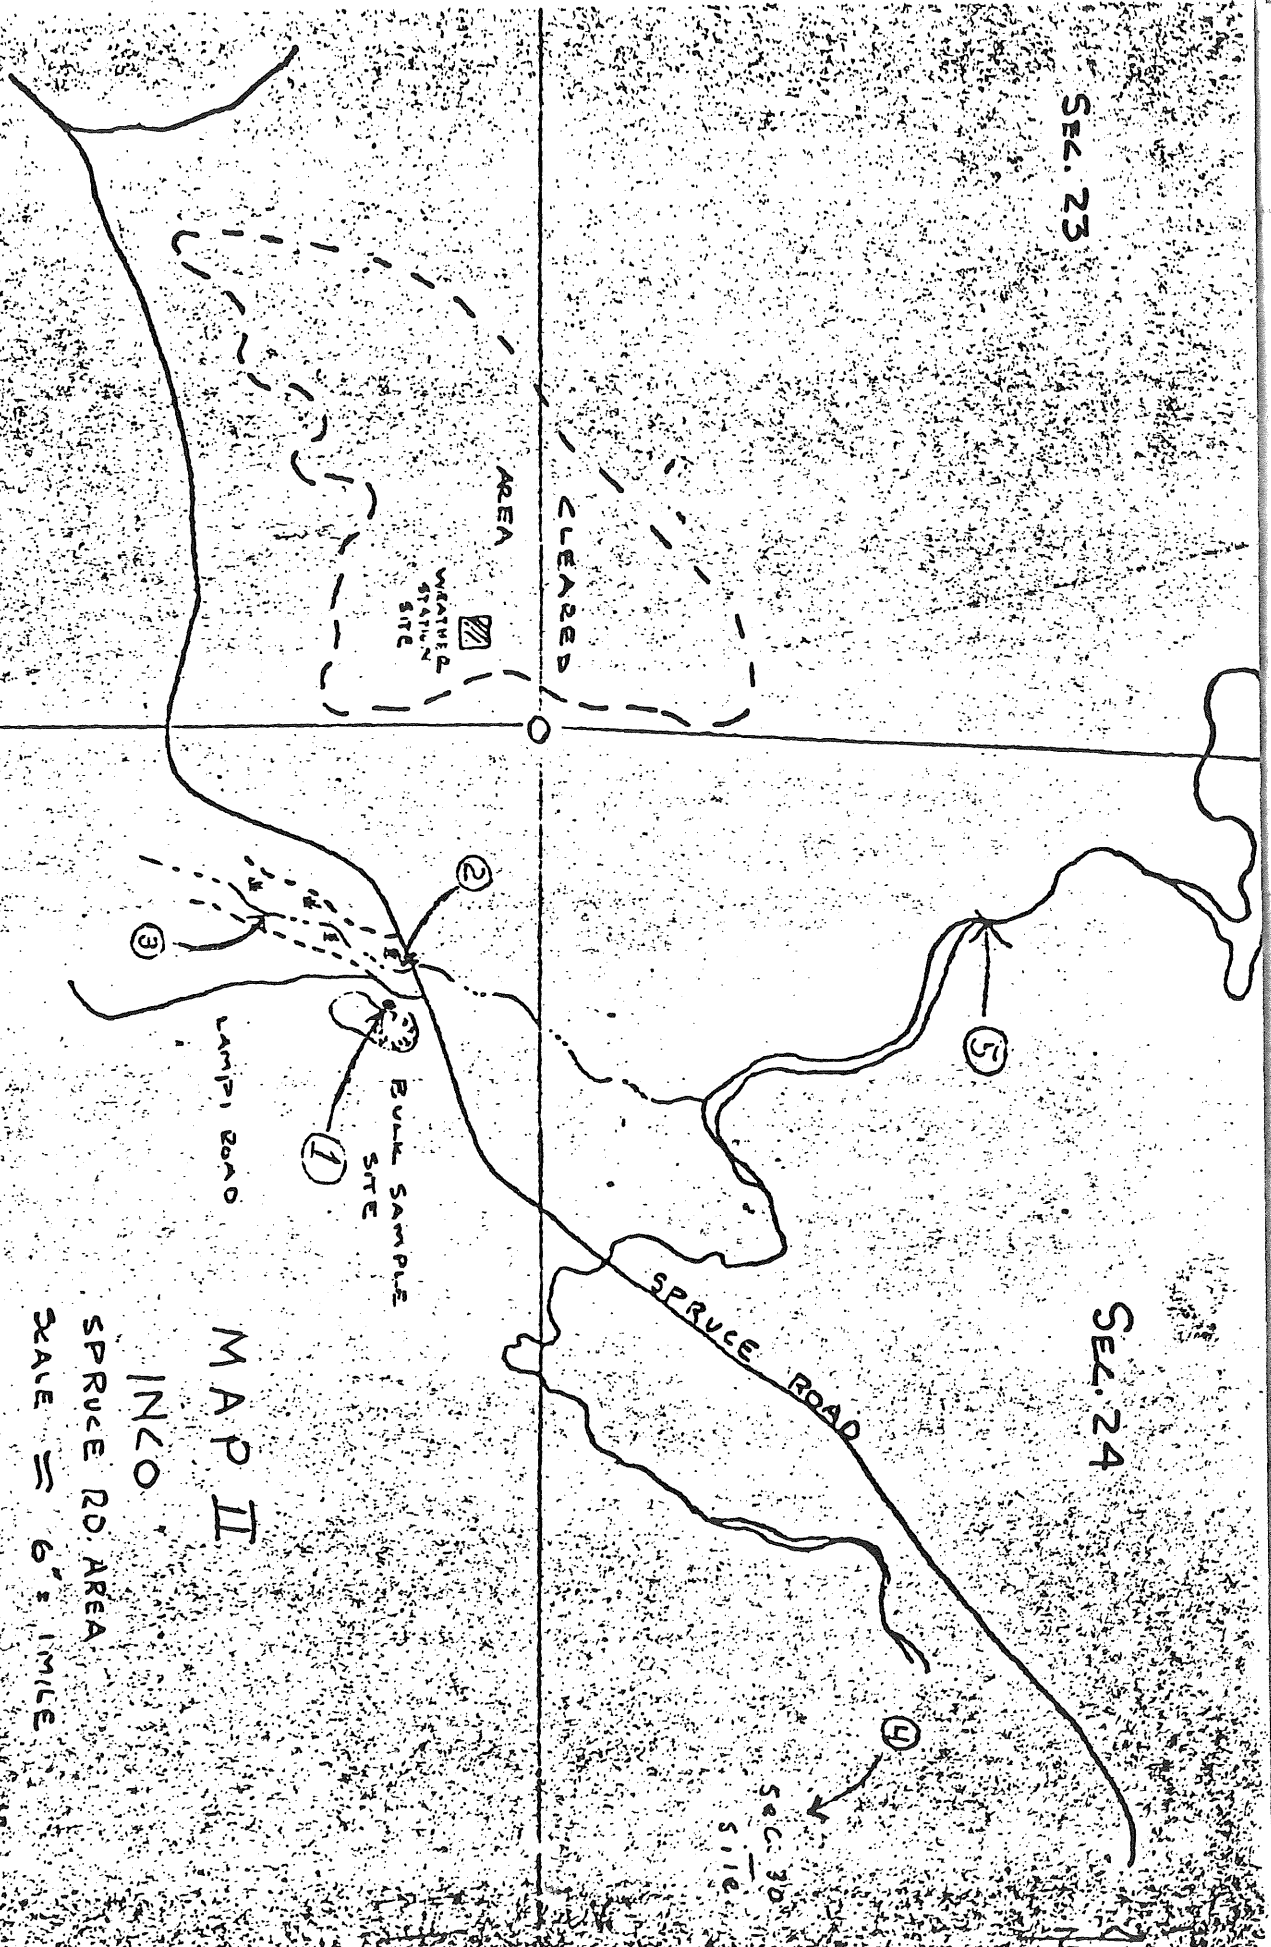 SEC. 23
SEC. 24
CLEARED
AREA
WEATHER
STATION
SITE
5
SPRUCE ROAD
4
SEC. 30
SITE
2
3
1
BULK SAMPLE
SITE
LAMPI ROAD
MAP II
INCO
SPRUCE RD. AREA
SCALE ≈ 6"= 1 MILE